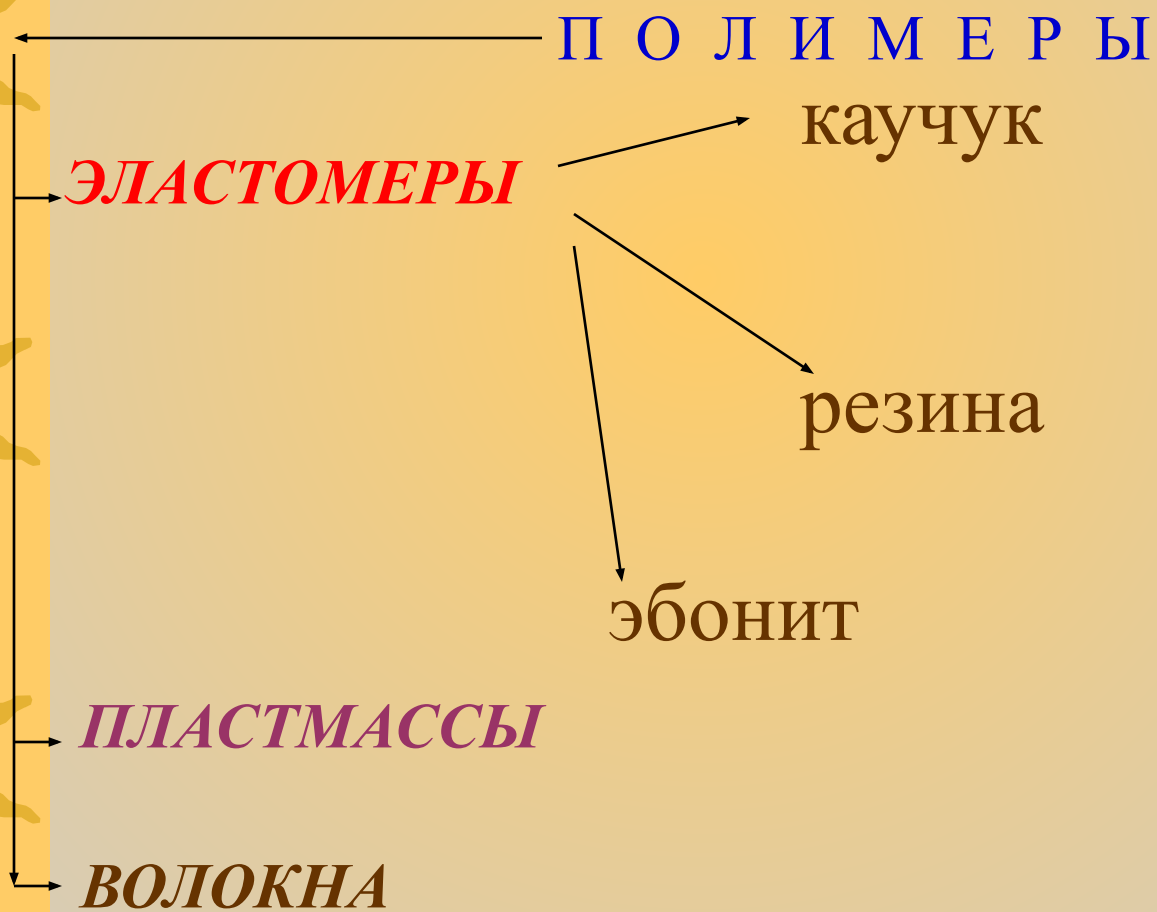 П О Л И М Е Р Ы
каучук
ЭЛАСТОМЕРЫ
резина
эбонит
ПЛАСТМАССЫ
ВОЛОКНА